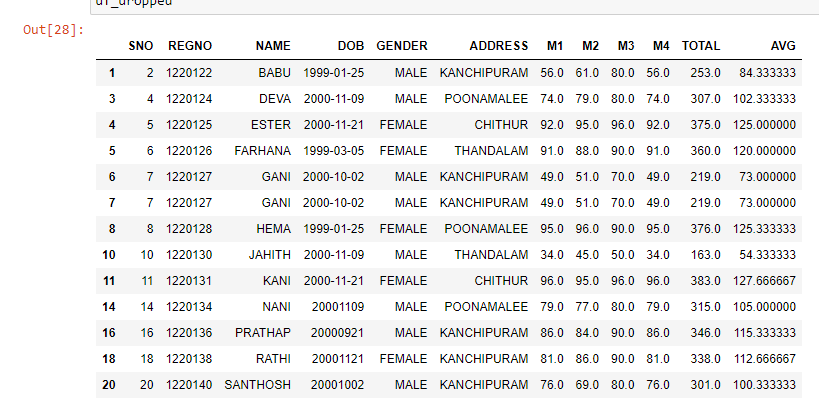 df_dropped
Out[28]:
SNO REGNO NAME DOB GENDER ADDRESS M1 M2 M3 M4 TOTAL AVG
1 2 1220122 BABU 1999-01-25 MALE KANCHIPURAM 56.0 61.0 80.0 56.0 253.0 84.333333
3 4 1220124 DEVA 2000-11-09 MALE POONAMALEE 74.0 79.0 80.0 74.0 307.0 102.333333
4 5 1220125 ESTER 2000-11-21 FEMALE CHITHUR 92.0 95.0 96.0 92.0 375.0 125.000000
5 6 1220126 FARHANA 1999-03-05 FEMALE THANDALAM 91.0 88.0 90.0 91.0 360.0 120.000000
6 7 1220127 GANI 2000-10-02 MALE KANCHIPURAM 49.0 51.0 70.0 49.0 219.0 73.000000
7 7 1220127 GANI 2000-10-02 MALE KANCHIPURAM 49.0 51.0 70.0 49.0 219.0 73.000000
8 8 1220128 HEMA 1999-01-25 FEMALE POONAMALEE 95.0 96.0 90.0 95.0 376.0 125.333333
10 10 1220130 JAHITH 2000-11-09 MALE THANDALAM 34.0 45.0 50.0 34.0 163.0 54.333333
11 11 1220131 KANI 2000-11-21 FEMALE CHITHUR 96.0 95.0 96.0 96.0 383.0 127.666667
14 14 1220134 NANI 20001109 MALE POONAMALEE 79.0 77.0 80.0 79.0 315.0 105.000000
16 16 1220136 PRATHAP 20000921 MALE KANCHIPURAM 86.0 84.0 90.0 86.0 346.0 115.333333
18 18 1220138 RATHI 20001121 FEMALE KANCHIPURAM 81.0 86.0 90.0 81.0 338.0 112.666667
20 20 1220140 SANTHOSH 20001002 MALE KANCHIPURAM 76.0 69.0 80.0 76.0 301.0 100.333333